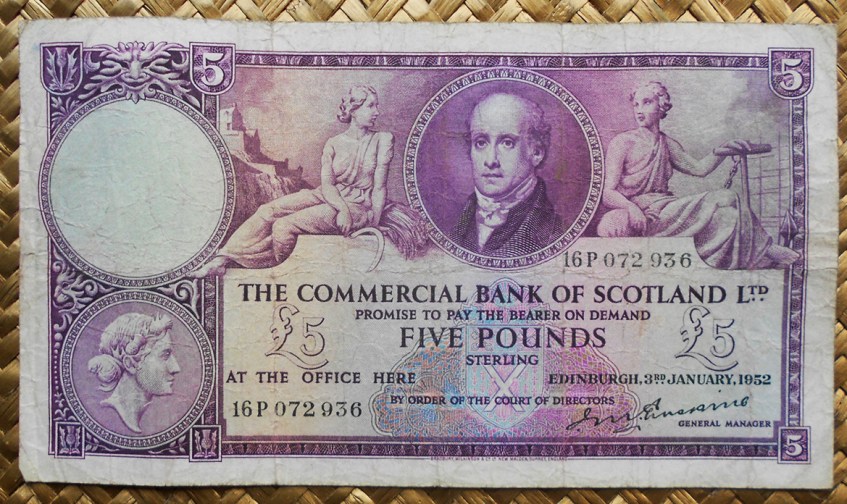 5 5
16P 072 936
THE COMMERCIAL BANK OF SCOTLAND LTD
PROMISE TO PAY THE BEARER ON DEMAND
£5 FIVE POUNDS £5
STERLING
AT THE OFFICE HERE EDINBURGH, 3RD JANUARY, 1952
16P 072 936 BY ORDER OF THE COURT OF DIRECTORS
GENERAL MANAGER
5